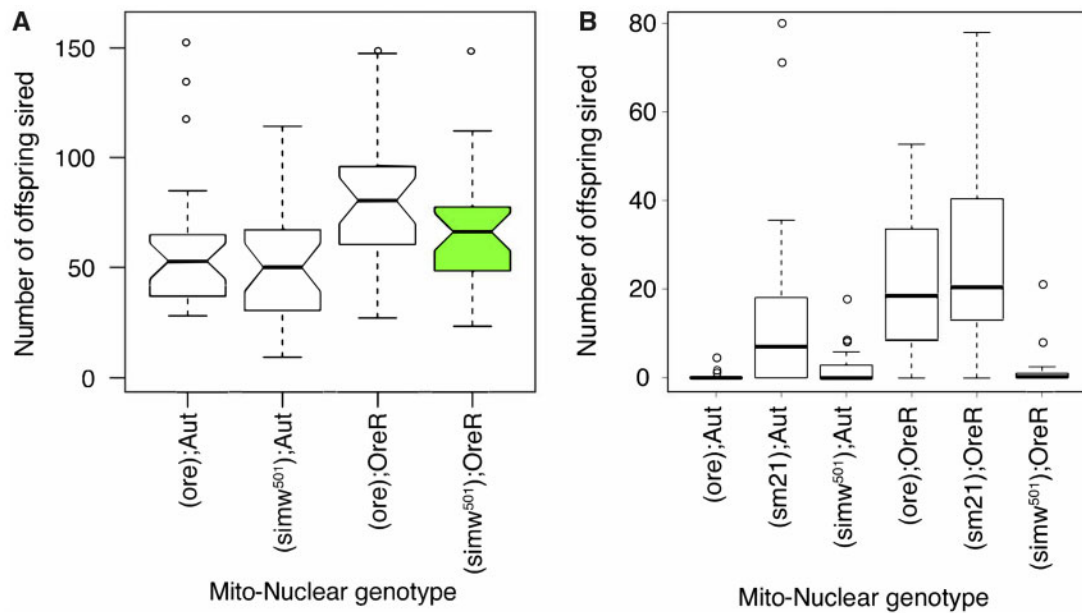 A
Number of offspring sired
150
100
50
0
(ore);Aut
(simw⁵⁰¹);Aut
(ore);OreR
(simw⁵⁰¹);OreR
Mito-Nuclear genotype
B
Number of offspring sired
80
60
40
20
0
(ore);Aut
(sm21);Aut
(simw⁵⁰¹);Aut
(ore);OreR
(sm21);OreR
(simw⁵⁰¹);OreR
Mito-Nuclear genotype